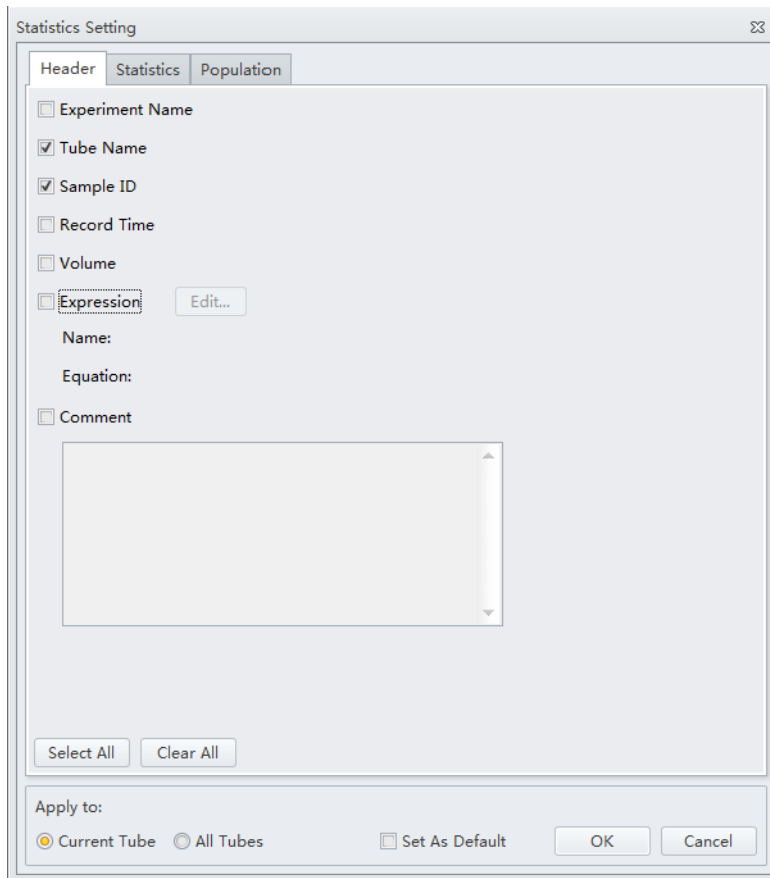 Statistics Setting
Header Statistics Population
Experiment Name
Tube Name
Sample ID
Record Time
Volume
Expression Edit...
Name:
Equation:
Comment
Select All Clear All
Apply to:
Current Tube All Tubes Set As Default OK Cancel